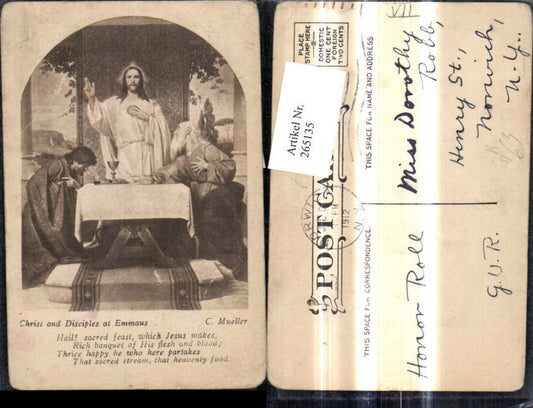 Christ and Disciples at Emmaus
C. Mueller
Hail! sacred feast, which Jesus makes,
Rich banquet of His flesh and blood;
Thrice happy he who here partakes
That sacred stream, that heavenly food.
Artikel Nr.
265135
PLACE
STAMP HERE
DOMESTIC
ONE CENT
FOREIGN
TWO CENTS
POST CA
1912
N.Y.
THIS SPACE FOR CORRESPONDENCE.
THIS SPACE FOR NAME AND ADDRESS.
VII
Miss Dorothy
Robb,
Henry St.,
Norwich,
N.Y.
Honor Roll
G.U.R.